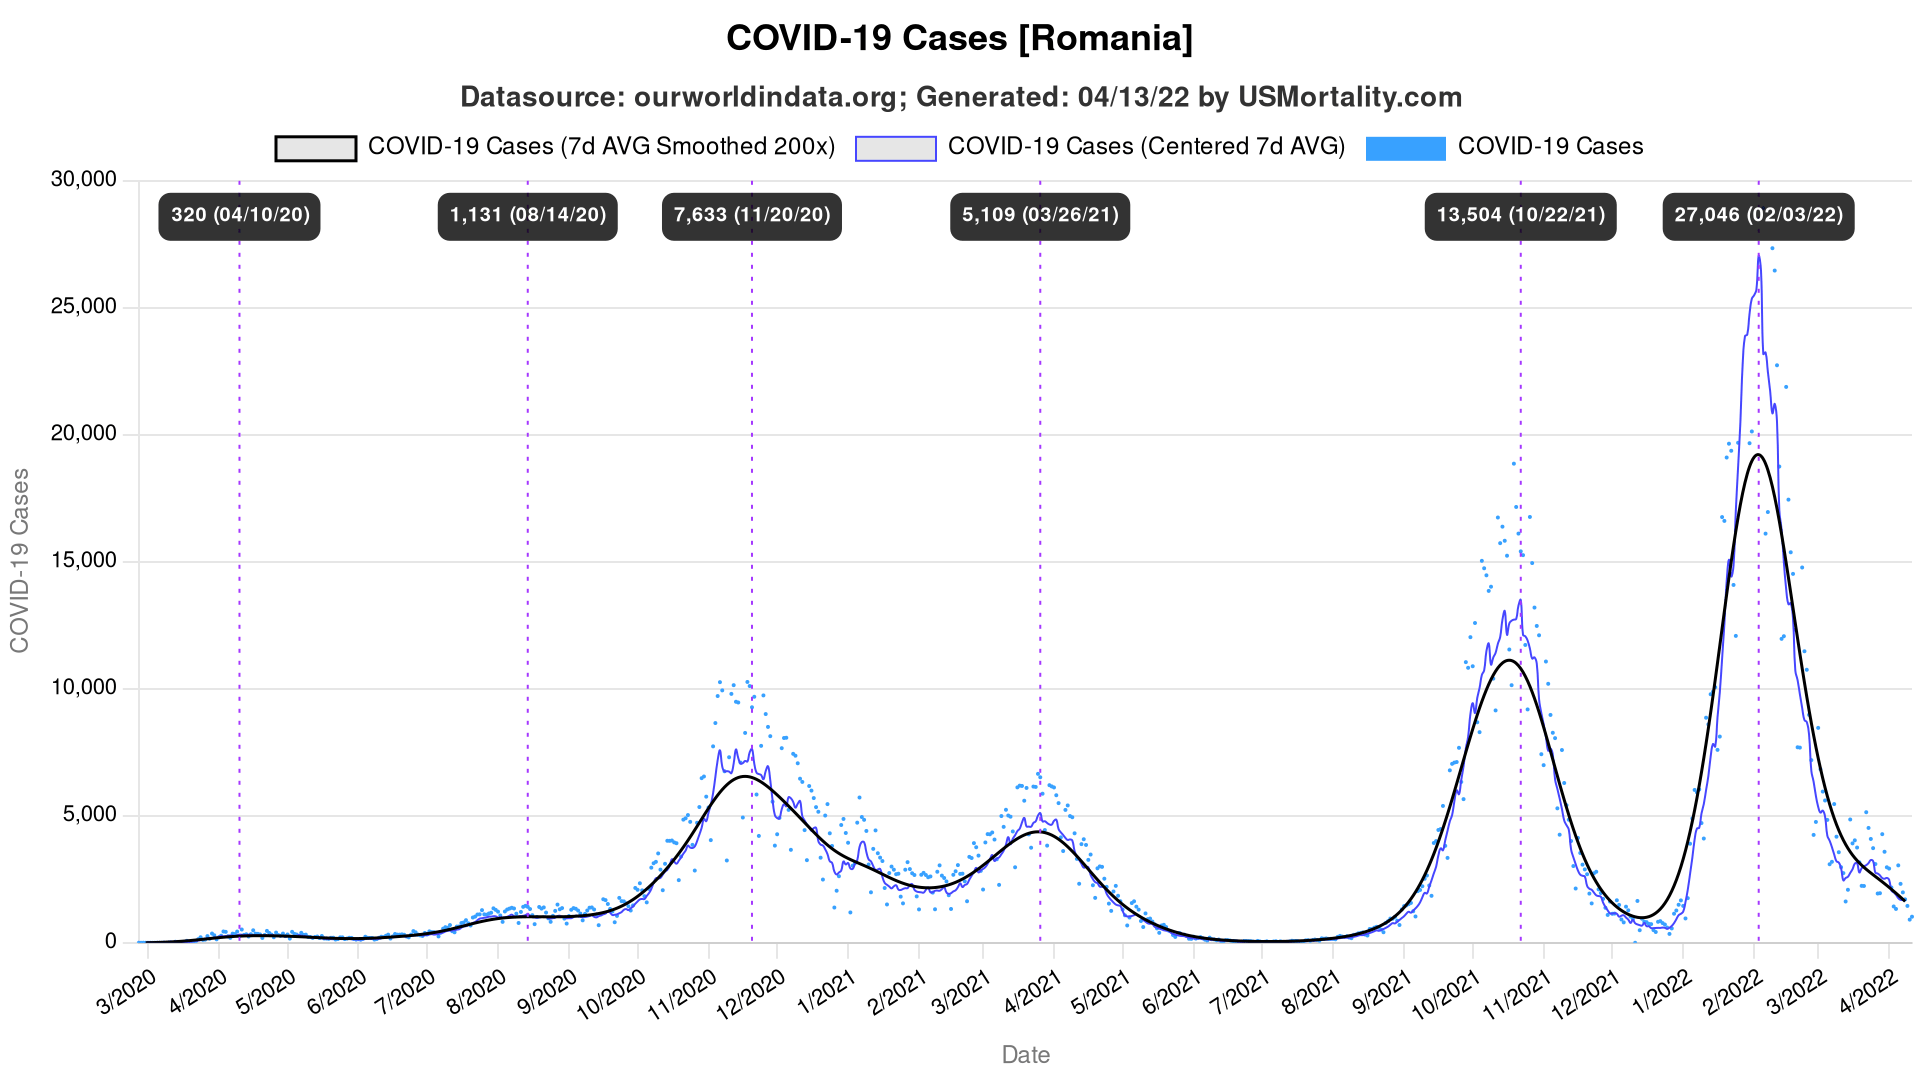 COVID-19 Cases [Romania]
Datasource: ourworldindata.org; Generated: 04/13/22 by USMortality.com
COVID-19 Cases (7d AVG Smoothed 200x) COVID-19 Cases (Centered 7d AVG) COVID-19 Cases
30,000
320 (04/10/20) 1,131 (08/14/20) 7,633 (11/20/20) 5,109 (03/26/21) 13,504 (10/22/21) 27,046 (02/03/22)
25,000
20,000
15,000
10,000
5,000
0
COVID-19 Cases
3/2020 4/2020 5/2020 6/2020 7/2020 8/2020 9/2020 10/2020 11/2020 12/2020 1/2021 2/2021 3/2021 4/2021 5/2021 6/2021 7/2021 8/2021 9/2021 10/2021 11/2021 12/2021 1/2022 2/2022 3/2022 4/2022
Date